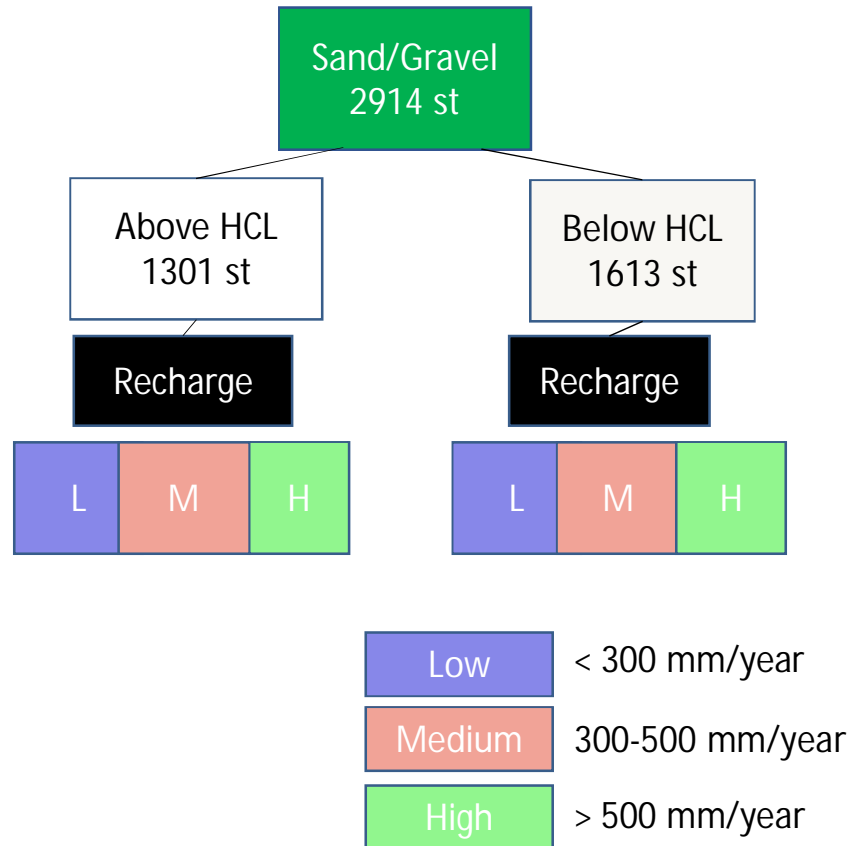 Sand/Gravel
2914 st
Above HCL
1301 st
Below HCL
1613 st
Recharge
Recharge
L M H
L M H
Low < 300 mm/year
Medium 300-500 mm/year
High > 500 mm/year